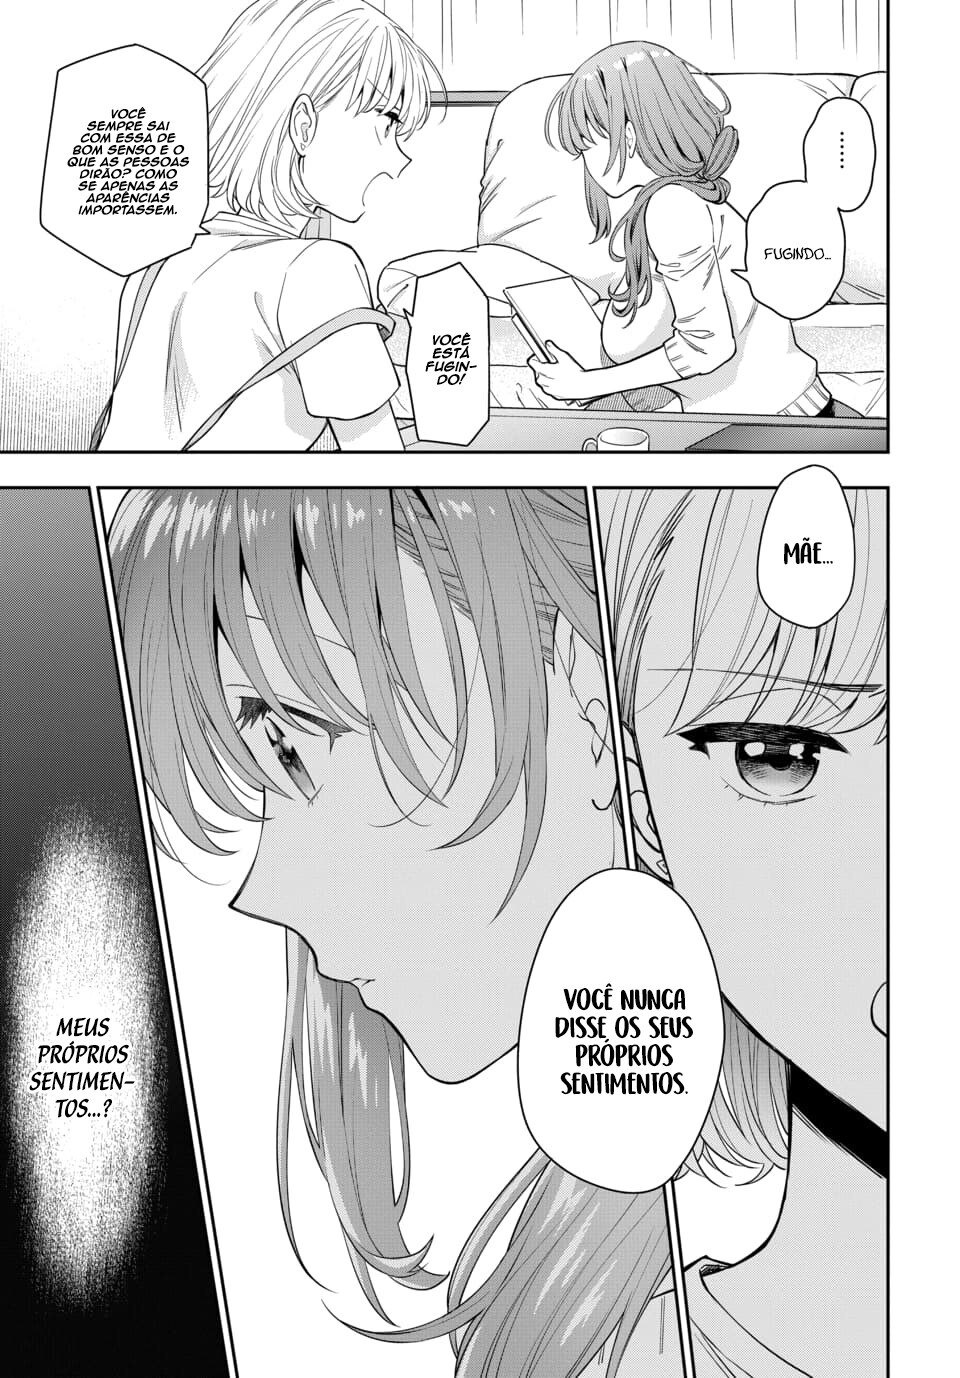 ......
FUGINDO...
VOCÊ
ESTÁ
FUGIN-
DO!
VOCÊ
SEMPRE SAI
COM ESSA DE
BOM SENSO E O
QUE AS PESSOAS
DIRÃO? COMO
SE APENAS AS
APARÊNCIAS
IMPORTASSEM.
MÃE...
VOCÊ NUNCA
DISSE OS SEUS
PRÓPRIOS
SENTIMENTOS.
MEUS
PRÓPRIOS
SENTIMEN-
TOS...?